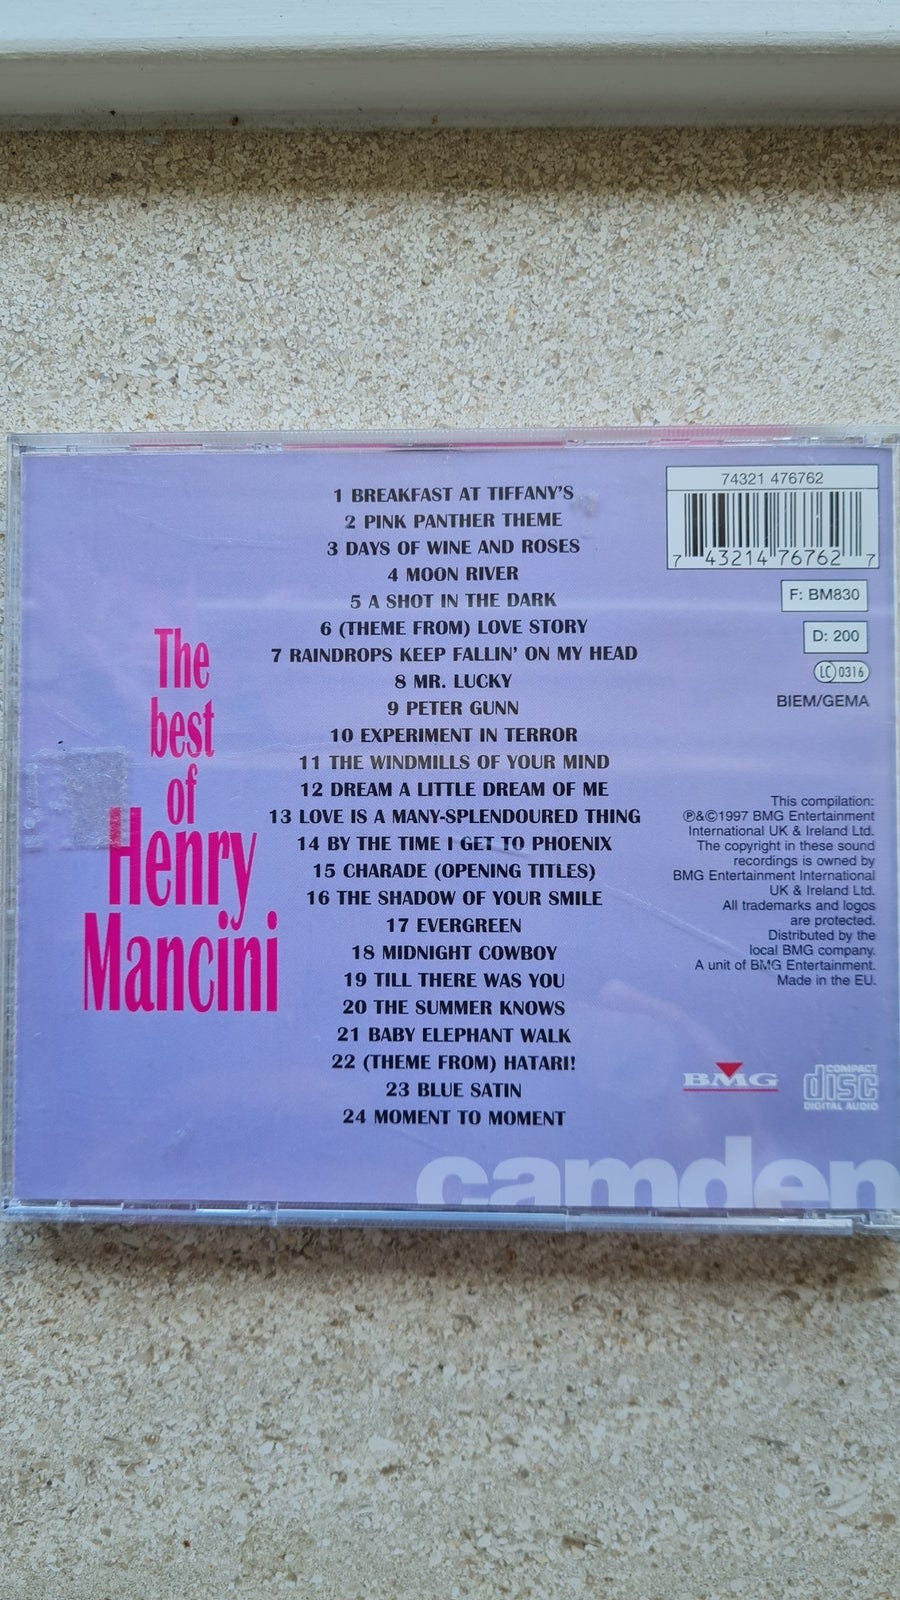 1 BREAKFAST AT TIFFANY'S
2 PINK PANTHER THEME
3 DAYS OF WINE AND ROSES
4 MOON RIVER
5 A SHOT IN THE DARK
6 (THEME FROM) LOVE STORY
7 RAINDROPS KEEP FALLIN' ON MY HEAD
8 MR. LUCKY
9 PETER GUNN
10 EXPERIMENT IN TERROR
11 THE WINDMILLS OF YOUR MIND
12 DREAM A LITTLE DREAM OF ME
13 LOVE IS A MANY-SPLENDOURED THING
14 BY THE TIME I GET TO PHOENIX
15 CHARADE (OPENING TITLES)
16 THE SHADOW OF YOUR SMILE
17 EVERGREEN
18 MIDNIGHT COWBOY
19 TILL THERE WAS YOU
20 THE SUMMER KNOWS
21 BABY ELEPHANT WALK
22 (THEME FROM) HATARI!
23 BLUE SATIN
24 MOMENT TO MOMENT
The
best
of
Henry
Mancini
74321 476762
7 43214 76762 7
F: BM830
D: 200
LC 0316
BIEM/GEMA
This compilation:
℗&©1997 BMG Entertainment
International UK & Ireland Ltd.
The copyright in these sound
recordings is owned by
BMG Entertainment International
UK & Ireland Ltd.
All trademarks and logos
are protected.
Distributed by the
local BMG company.
A unit of BMG Entertainment.
Made in the EU.
BMG
COMPACT
disc
DIGITAL AUDIO
camden